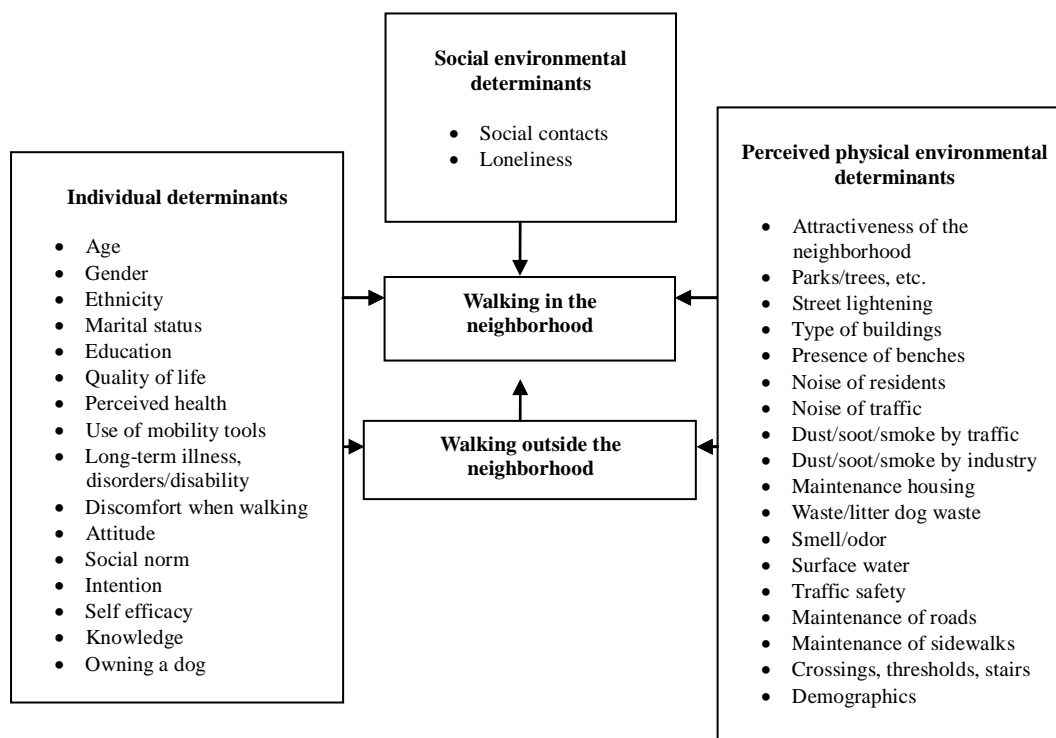 Social environmental
determinants
• Social contacts
• Loneliness
Individual determinants
• Age
• Gender
• Ethnicity
• Marital status
• Education
• Quality of life
• Perceived health
• Use of mobility tools
• Long-term illness,
disorders/disability
• Discomfort when walking
• Attitude
• Social norm
• Intention
• Self efficacy
• Knowledge
• Owning a dog
Walking in the
neighborhood
Walking outside the
neighborhood
Perceived physical environmental
determinants
• Attractiveness of the
neighborhood
• Parks/trees, etc.
• Street lightening
• Type of buildings
• Presence of benches
• Noise of residents
• Noise of traffic
• Dust/soot/smoke by traffic
• Dust/soot/smoke by industry
• Maintenance housing
• Waste/litter dog waste
• Smell/odor
• Surface water
• Traffic safety
• Maintenance of roads
• Maintenance of sidewalks
• Crossings, thresholds, stairs
• Demographics